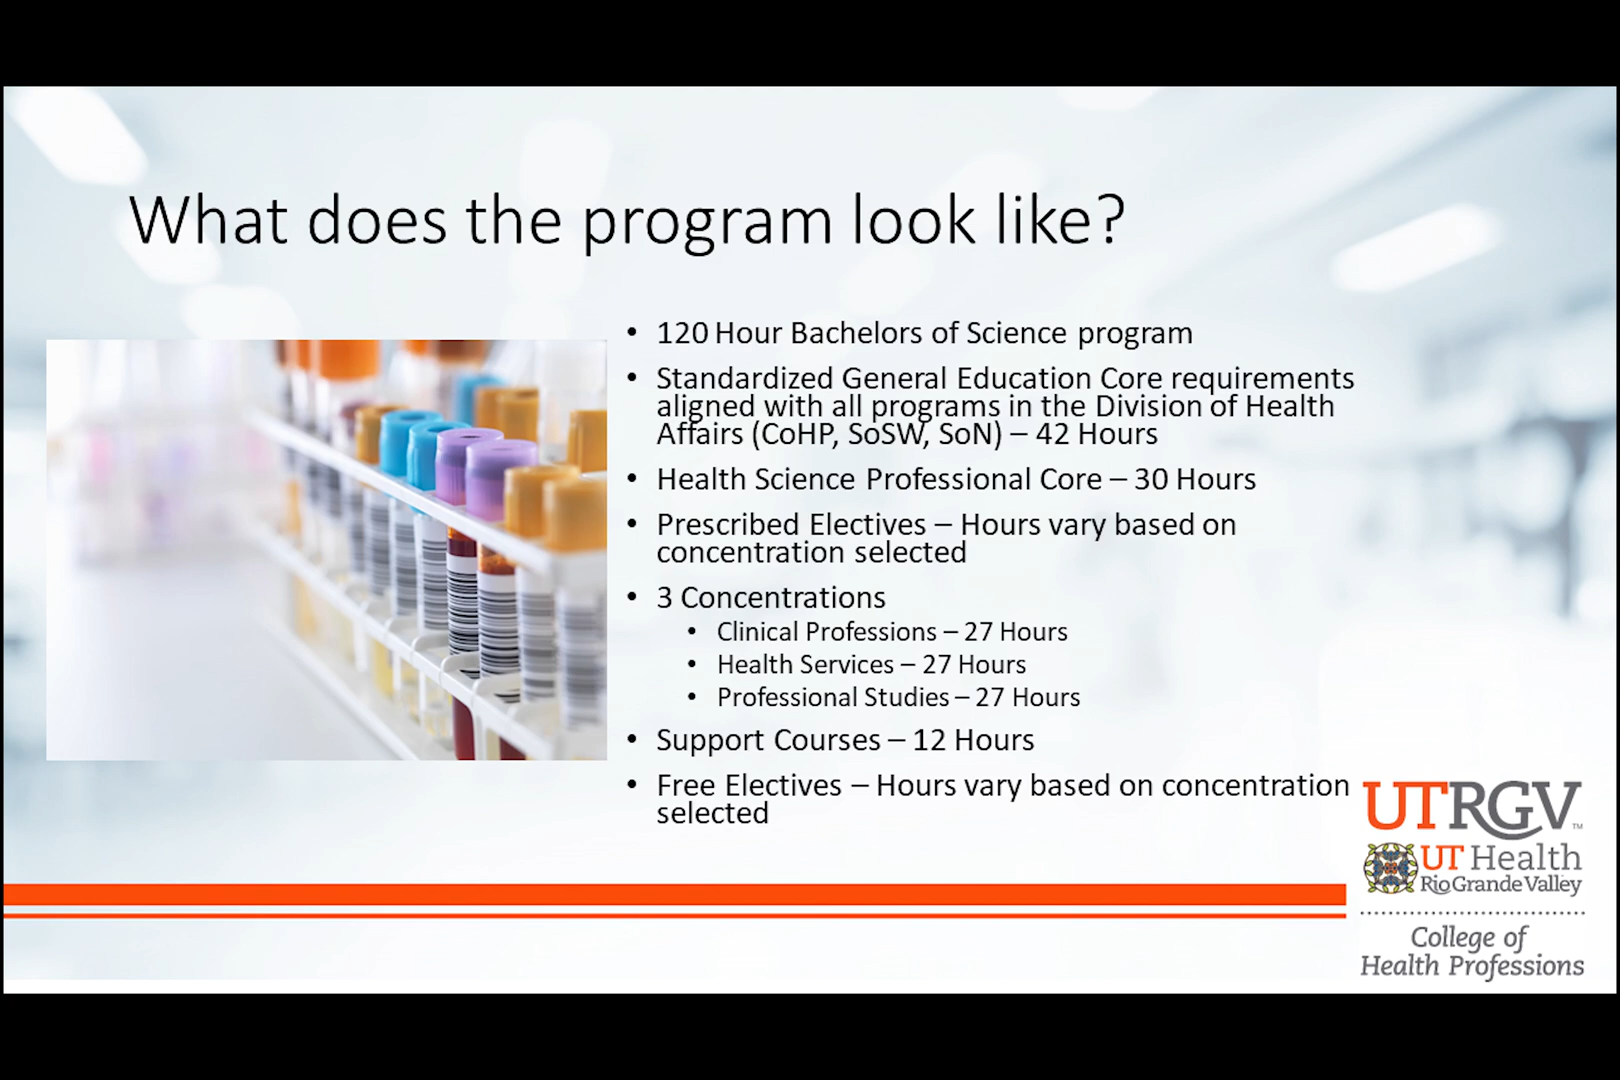 What does the program look like?
• 120 Hour Bachelors of Science program
• Standardized General Education Core requirements
aligned with all programs in the Division of Health
Affairs (CoHP, SoSW, SoN) – 42 Hours
• Health Science Professional Core – 30 Hours
• Prescribed Electives – Hours vary based on
concentration selected
• 3 Concentrations
• Clinical Professions – 27 Hours
• Health Services – 27 Hours
• Professional Studies – 27 Hours
• Support Courses – 12 Hours
• Free Electives – Hours vary based on concentration
selected
UTRGV™
UT Health
Rio Grande Valley
College of
Health Professions